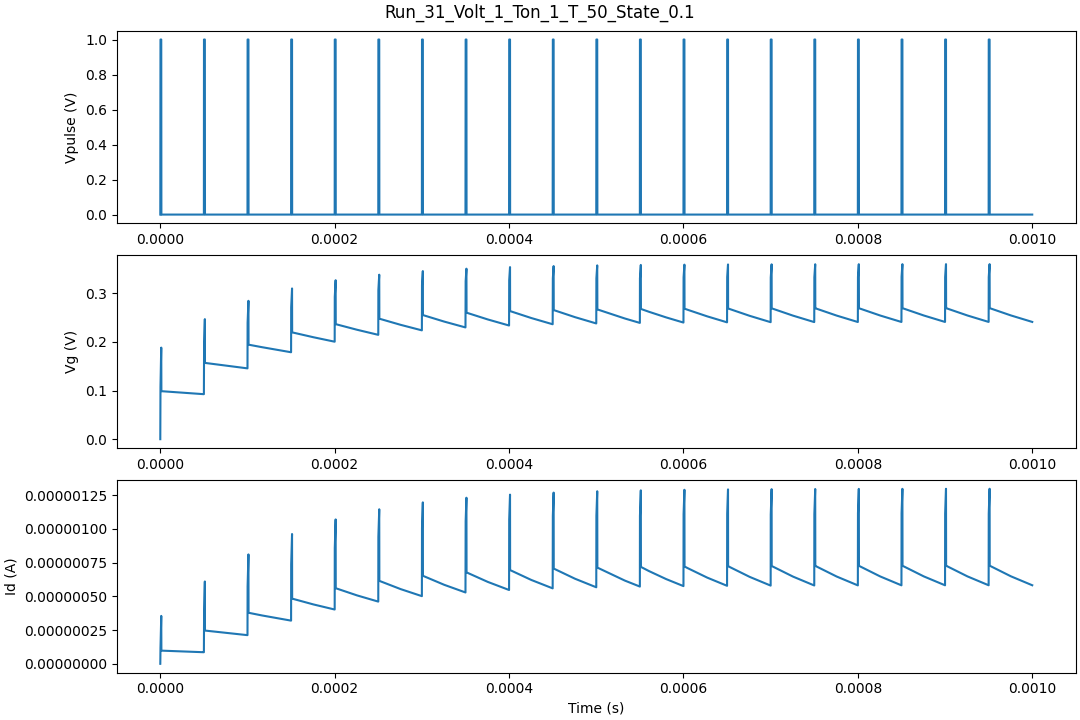 Run_31_Volt_1_Ton_1_T_50_State_0.1
Vpulse (V)
1.0
0.8
0.6
0.4
0.2
0.0
0.0000 0.0002 0.0004 0.0006 0.0008 0.0010
Vg (V)
0.3
0.2
0.1
0.0
0.0000 0.0002 0.0004 0.0006 0.0008 0.0010
Id (A)
0.00000125
0.00000100
0.00000075
0.00000050
0.00000025
0.00000000
0.0000 0.0002 0.0004 0.0006 0.0008 0.0010
Time (s)